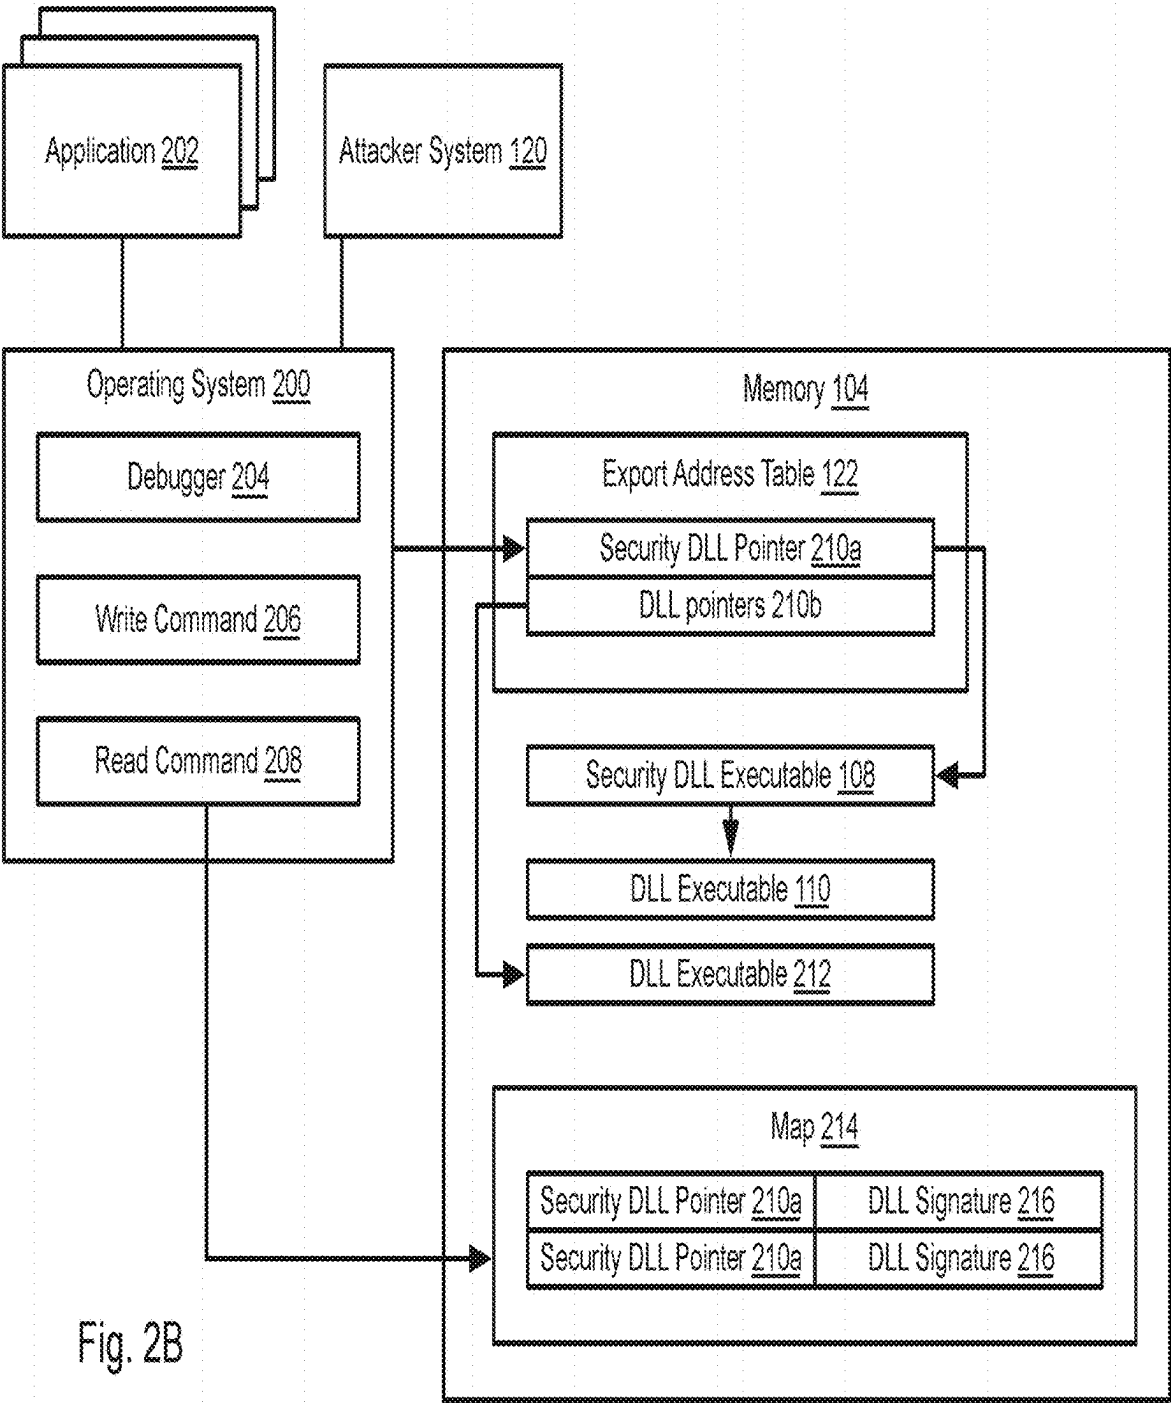 Application 202
Attacker System 120
Operating System 200
Debugger 204
Write Command 206
Read Command 208
Memory 104
Export Address Table 122
Security DLL Pointer 210a
DLL pointers 210b
Security DLL Executable 108
DLL Executable 110
DLL Executable 212
Map 214
Security DLL Pointer 210a DLL Signature 216
Security DLL Pointer 210a DLL Signature 216
Fig. 2B